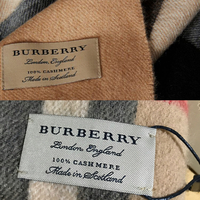 BURBERRY
London, England
100% CASHMERE
Made in Scotland
BURBERRY
London, England
100% CASHMERE
Made in Scotland